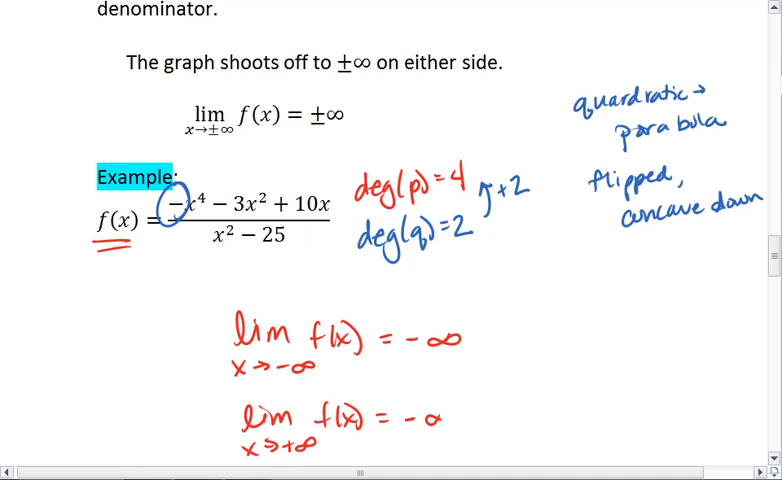 denominator.
The graph shoots off to ±∞ on either side.
lim f(x) = ±∞
x→±∞
quardratic →
parabola
flipped,
concave down
Example:
f(x) = −x⁴ − 3x² + 10x
x² − 25
deg(p) = 4
+2
deg(q) = 2
lim f(x) = -∞
x→-∞
lim f(x) = -∝
x→+∞